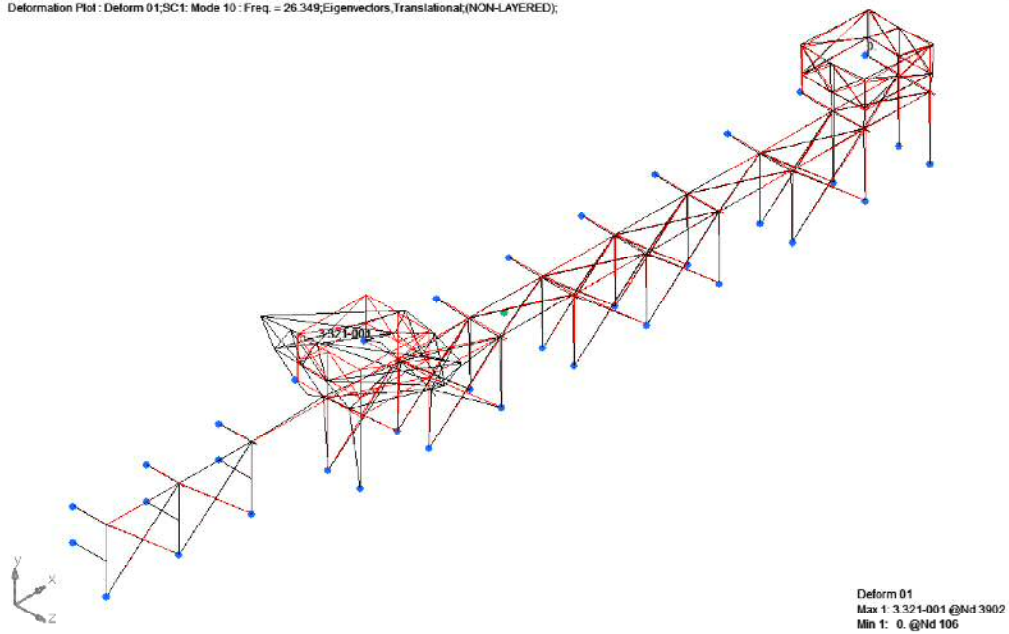 Deformation Plot : Deform 01;SC1: Mode 10 : Freq. = 26.349;Eigenvectors,Translational;(NON-LAYERED);
3.321-001
0.
Y
X
Z
Deform 01
Max 1: 3.321-001 @Nd 3902
Min 1: 0. @Nd 106